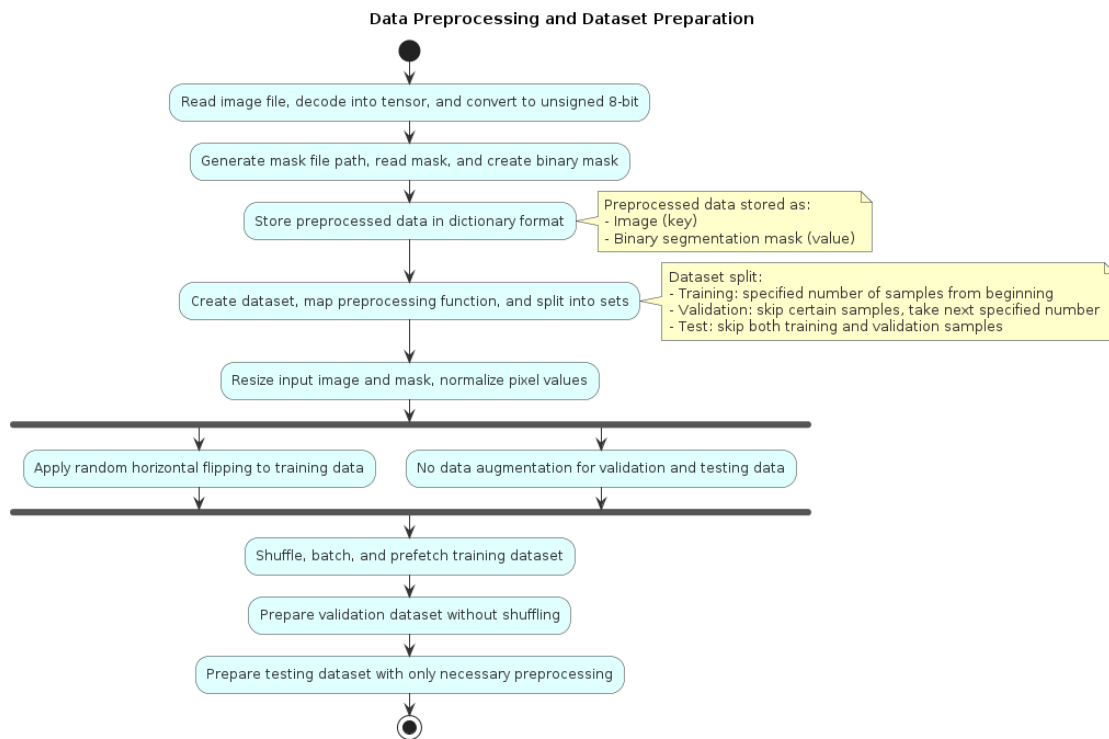 Data Preprocessing and Dataset Preparation
Read image file, decode into tensor, and convert to unsigned 8-bit
Generate mask file path, read mask, and create binary mask
Store preprocessed data in dictionary format
Preprocessed data stored as:
- Image (key)
- Binary segmentation mask (value)
Create dataset, map preprocessing function, and split into sets
Dataset split:
- Training: specified number of samples from beginning
- Validation: skip certain samples, take next specified number
- Test: skip both training and validation samples
Resize input image and mask, normalize pixel values
Apply random horizontal flipping to training data
No data augmentation for validation and testing data
Shuffle, batch, and prefetch training dataset
Prepare validation dataset without shuffling
Prepare testing dataset with only necessary preprocessing